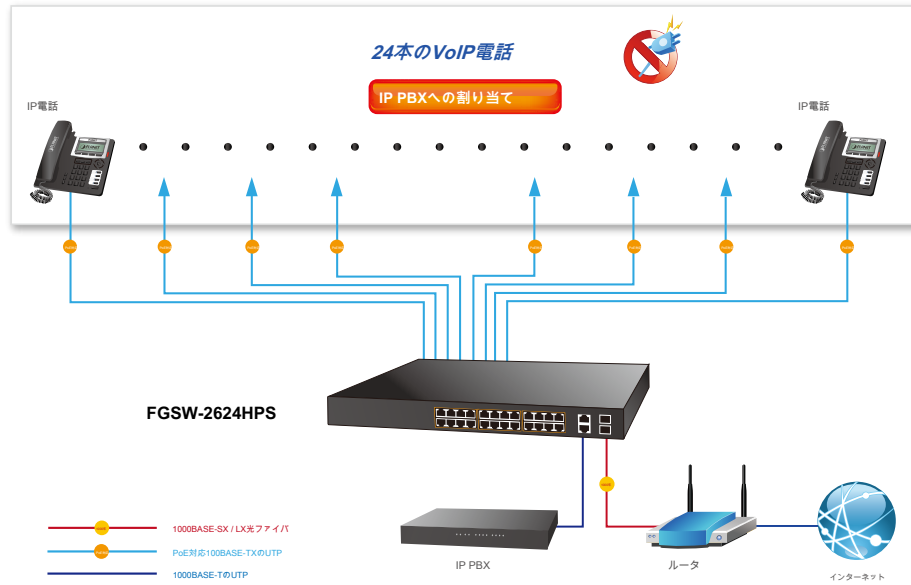 24本のVoIP電話
IP PBXへの割り当て
IP電話
IP電話
PLANET
PLANET
FGSW-2624HPS
1000BASE-SX / LX光ファイバ
PoE対応100BASE-TXのUTP
1000BASE-TのUTP
IP PBX
ルータ
インターネット